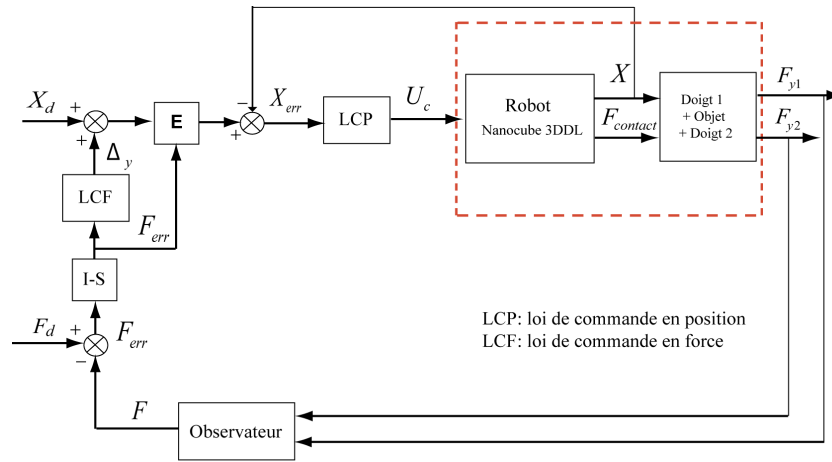 X_d
+
+
Δ_y
LCF
F_err
I-S
F_d
+
F_err
−
E
−
+
X_err
LCP
U_c
Robot
Nanocube 3DDL
X
F_contact
Doigt 1
+ Objet
+ Doigt 2
F_y1
F_y2
LCP: loi de commande en position
LCF: loi de commande en force
F
Observateur